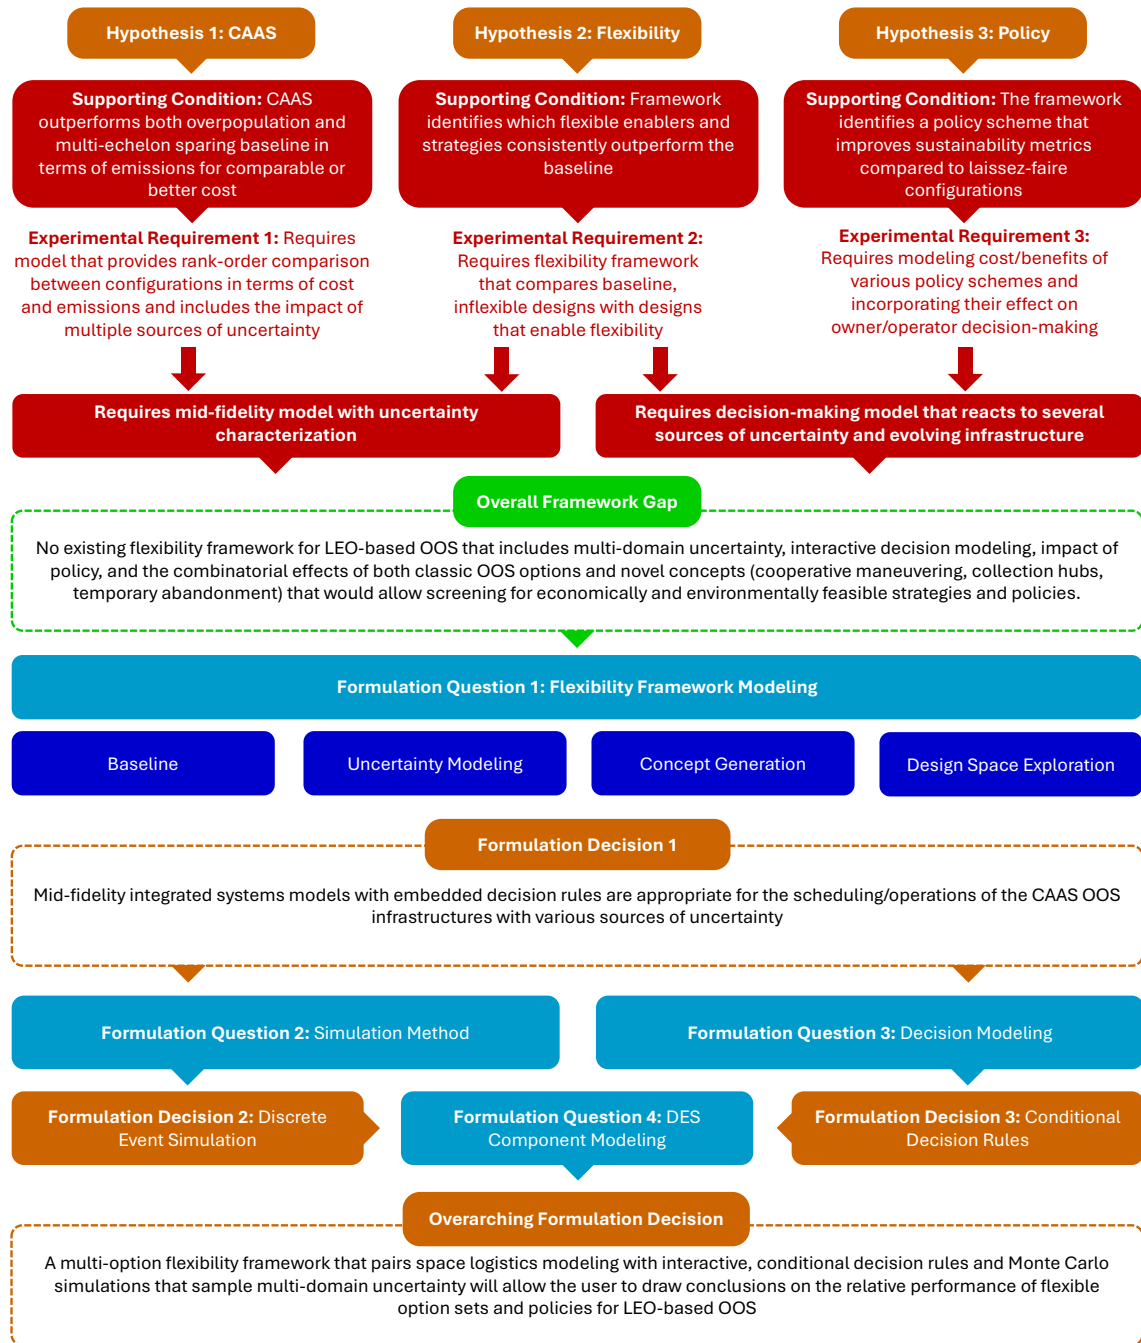 Hypothesis 1: CAAS
Hypothesis 2: Flexibility
Hypothesis 3: Policy
Supporting Condition: CAAS
outperforms both overpopulation and
multi-echelon sparing baseline in
terms of emissions for comparable or
better cost
Supporting Condition: Framework
identifies which flexible enablers and
strategies consistently outperform the
baseline
Supporting Condition: The framework
identifies a policy scheme that
improves sustainability metrics
compared to laissez-faire
configurations
Experimental Requirement 1: Requires
model that provides rank-order comparison
between configurations in terms of cost
and emissions and includes the impact of
multiple sources of uncertainty
Experimental Requirement 2:
Requires flexibility framework
that compares baseline,
inflexible designs with designs
that enable flexibility
Experimental Requirement 3:
Requires modeling cost/benefits of
various policy schemes and
incorporating their effect on
owner/operator decision-making
Requires mid-fidelity model with uncertainty
characterization
Requires decision-making model that reacts to several
sources of uncertainty and evolving infrastructure
Overall Framework Gap
No existing flexibility framework for LEO-based OOS that includes multi-domain uncertainty, interactive decision modeling, impact of
policy, and the combinatorial effects of both classic OOS options and novel concepts (cooperative maneuvering, collection hubs,
temporary abandonment) that would allow screening for economically and environmentally feasible strategies and policies.
Formulation Question 1: Flexibility Framework Modeling
Baseline
Uncertainty Modeling
Concept Generation
Design Space Exploration
Formulation Decision 1
Mid-fidelity integrated systems models with embedded decision rules are appropriate for the scheduling/operations of the CAAS OOS
infrastructures with various sources of uncertainty
Formulation Question 2: Simulation Method
Formulation Question 3: Decision Modeling
Formulation Decision 2: Discrete
Event Simulation
Formulation Question 4: DES
Component Modeling
Formulation Decision 3: Conditional
Decision Rules
Overarching Formulation Decision
A multi-option flexibility framework that pairs space logistics modeling with interactive, conditional decision rules and Monte Carlo
simulations that sample multi-domain uncertainty will allow the user to draw conclusions on the relative performance of flexible
option sets and policies for LEO-based OOS